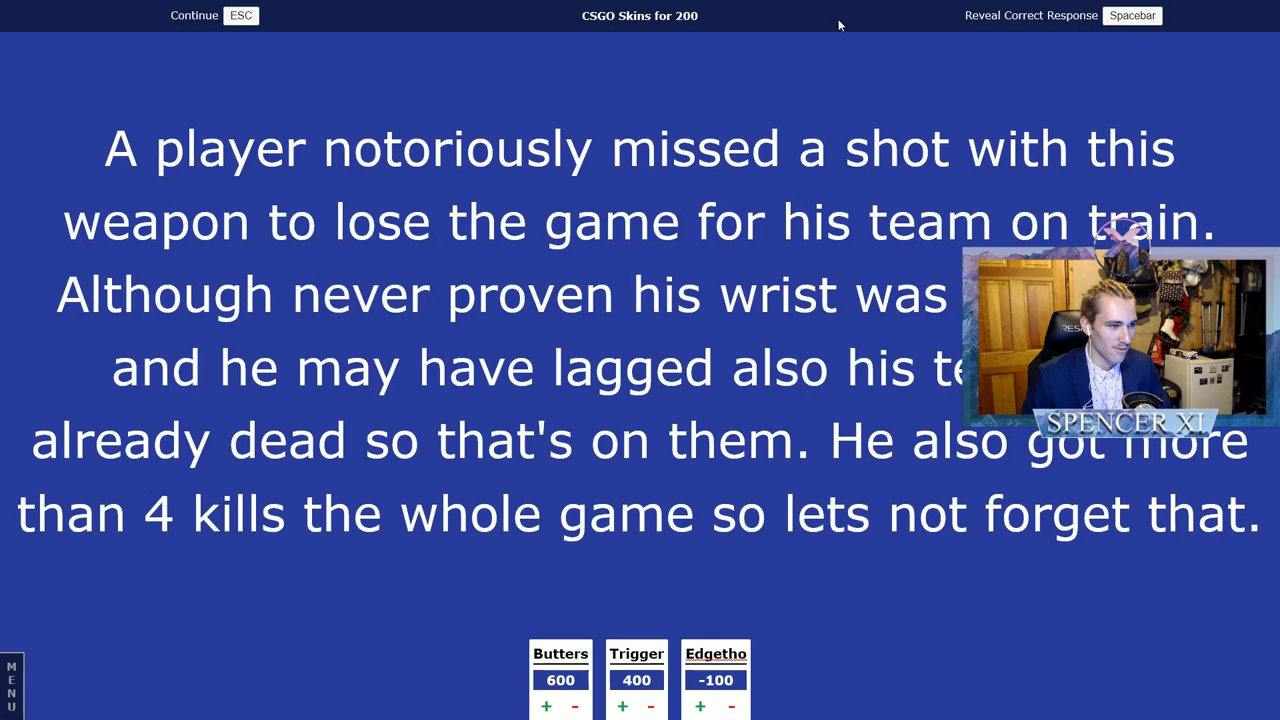 Continue ESC
CSGO Skins for 200
Reveal Correct Response Spacebar
A player notoriously missed a shot with this
weapon to lose the game for his team on train.
Although never proven his wrist was
and he may have lagged also his
already dead so that's on them. He also got more
than 4 kills the whole game so lets not forget that.
SPENCER XI
MENU
Butters Trigger Edgetho
600 400 -100
+ - + - + -